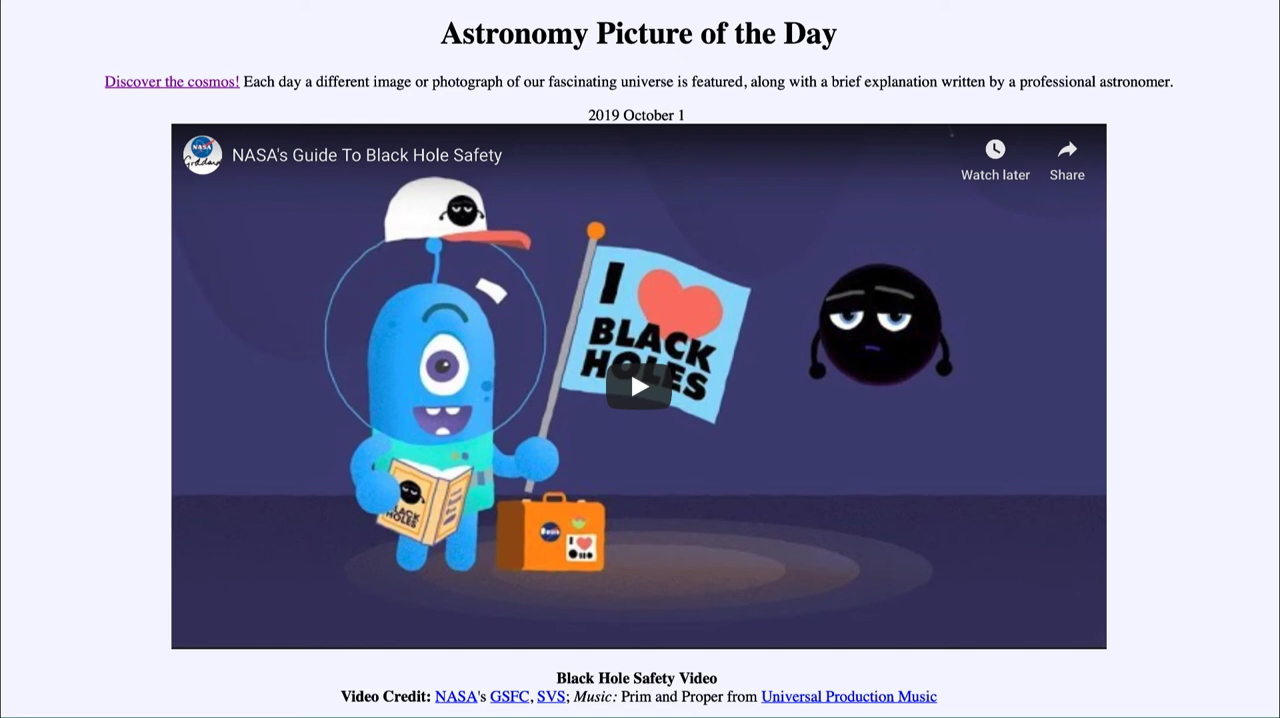 Astronomy Picture of the Day
Discover the cosmos! Each day a different image or photograph of our fascinating universe is featured, along with a brief explanation written by a professional astronomer.
2019 October 1
NASA
Goddard
NASA's Guide To Black Hole Safety
Watch later
Share
I
BLACK
HOLES
LACK
HOLES
I
Black Hole Safety Video
Video Credit: NASA's GSFC, SVS; Music: Prim and Proper from Universal Production Music